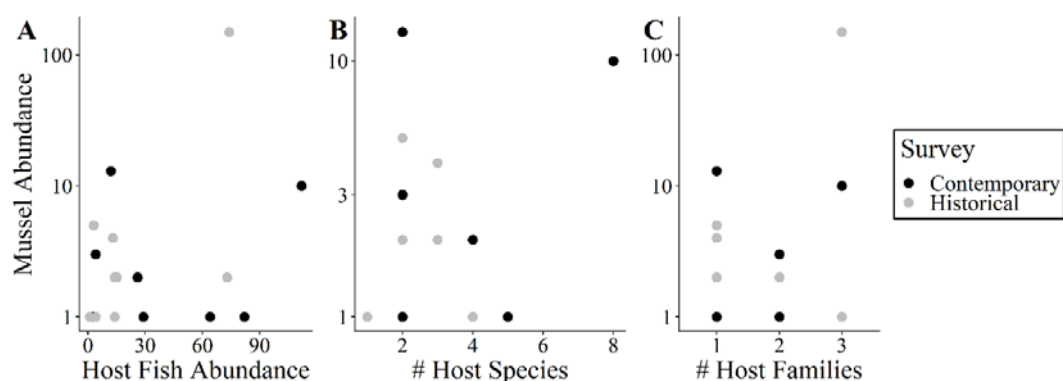 A
B
C
Mussel Abundance
100
10
1
0
30
60
90
Host Fish Abundance
10
3
1
2
4
6
8
# Host Species
100
10
1
1
2
3
# Host Families
Survey
Contemporary
Historical